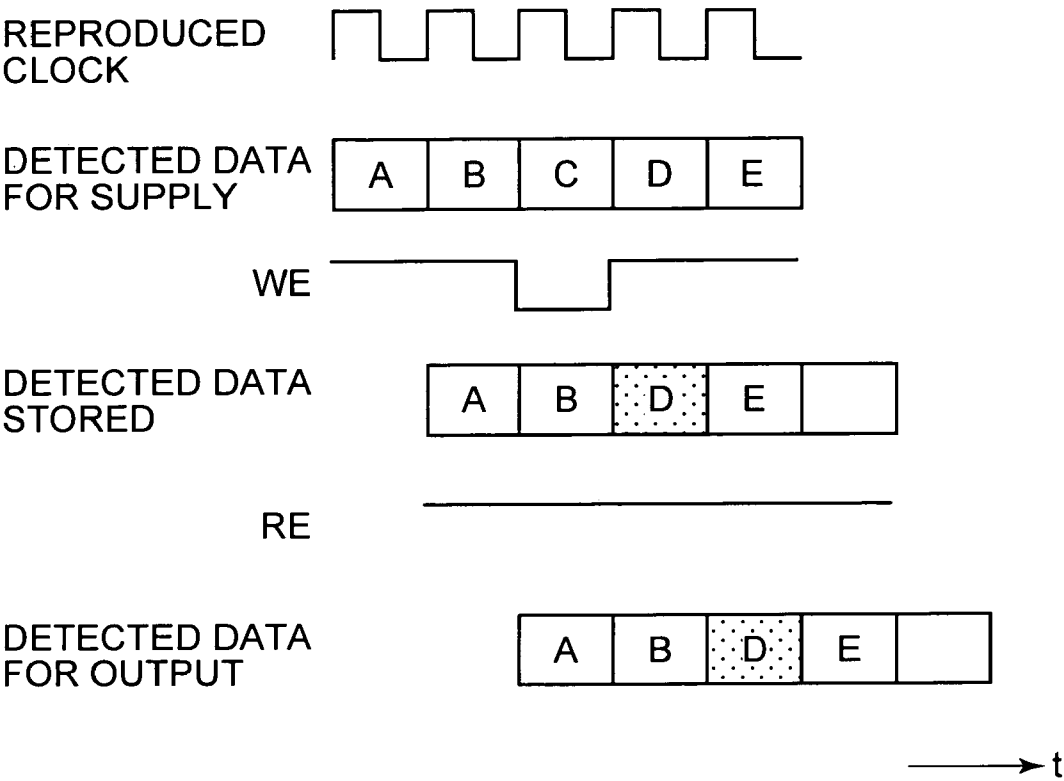 REPRODUCED
CLOCK
DETECTED DATA
FOR SUPPLY
A B C D E
WE
DETECTED DATA
STORED
A B D E
RE
DETECTED DATA
FOR OUTPUT
A B D E
t